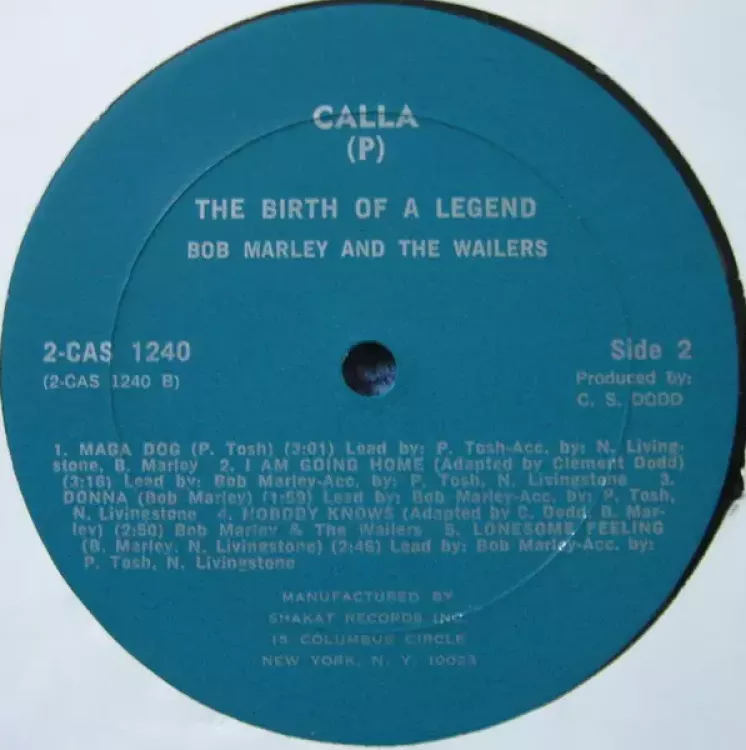 CALLA
(P)
THE BIRTH OF A LEGEND
BOB MARLEY AND THE WAILERS
2-CAS 1240
(2-CAS 1240 B)
Side 2
Produced by:
C. S. DODD
1. MAGA DOG (P. Tosh) (3:01) Lead by: P. Tosh-Acc. by: N. Living-
stone, B. Marley 2. I AM GOING HOME (Adapted by Clement Dodd)
(3:16) Lead by: Bob Marley-Acc. by: P. Tosh, N. Livingstone 3.
DONNA (Bob Marley) (1:59) Lead by: Bob Marley-Acc. by: P. Tosh,
N. Livingstone 4. NOBODY KNOWS (Adapted by C. Dodd, B. Mar-
ley) (2:50) Bob Marley & The Wailers 5. LONESOME FEELING
(B. Marley, N. Livingstone) (2:46) Lead by: Bob Marley-Acc. by:
P. Tosh, N. Livingstone
MANUFACTURED BY
SHAKAT RECORDS INC.
15 COLUMBUS CIRCLE
NEW YORK, N. Y. 10023